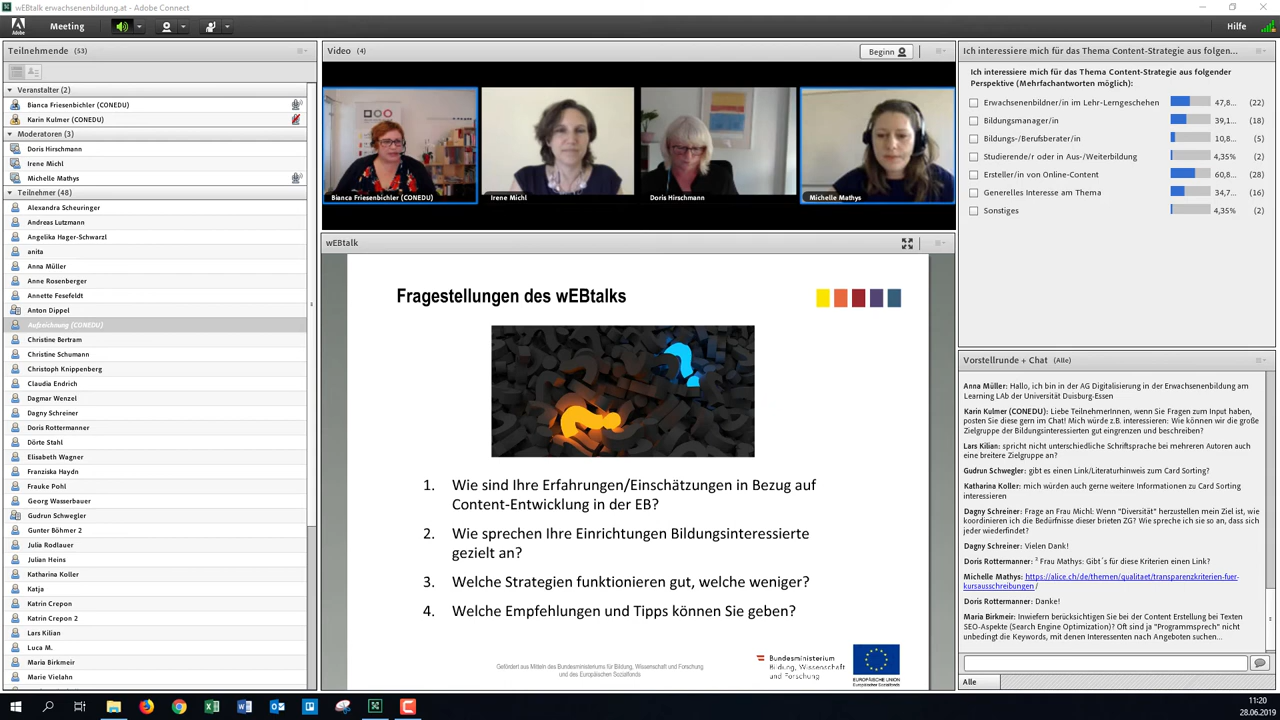 wEBtalk erwachsenenbildung.at - Adobe Connect
Adobe
Meeting
Hilfe
Teilnehmende (53)
Veranstalter (2)
Bianca Friesenbichler (CONEDU)
Karin Kulmer (CONEDU)
Moderatoren (3)
Doris Hirschmann
Irene Michl
Michelle Mathys
Teilnehmer (48)
Alexandra Scheuringer
Andreas Lutzmann
Angelika Hager-Schwarzl
anita
Anna Müller
Anne Rosenberger
Annette Fesefeldt
Anton Dippel
Aufzeichnung (CONEDU)
Christine Bertram
Christine Schumann
Christoph Knippenberg
Claudia Endrich
Dagmar Wenzel
Dagny Schreiner
Doris Rottermanner
Dörte Stahl
Elisabeth Wagner
Franziska Haydn
Frauke Pohl
Georg Wasserbauer
Gudrun Schwegler
Gunter Böhmer 2
Julia Rodlauer
Julian Heins
Katharina Koller
Katja
Katrin Crepon
Katrin Crepon 2
Lars Kilian
Luca M.
Maria Birkmeir
Marie Vielahn
Video (4)
Beginn
Bianca Friesenbichler (CONEDU)
Irene Michl
Doris Hirschmann
Michelle Mathys
wEBtalk
Fragestellungen des wEBtalks
1. Wie sind Ihre Erfahrungen/Einschätzungen in Bezug auf
Content-Entwicklung in der EB?
2. Wie sprechen Ihre Einrichtungen Bildungsinteressierte
gezielt an?
3. Welche Strategien funktionieren gut, welche weniger?
4. Welche Empfehlungen und Tipps können Sie geben?
Gefördert aus Mitteln des Bundesministeriums für Bildung, Wissenschaft und Forschung
und des Europäischen Sozialfonds
Bundesministerium
Bildung, Wissenschaft
und Forschung
EUROPÄISCHE UNION
Europäischer Sozialfonds
Ich interessiere mich für das Thema Content-Strategie aus folgen...
Ich interessiere mich für das Thema Content-Strategie aus folgender
Perspektive (Mehrfachantworten möglich):
Erwachsenenbildner/in im Lehr-Lerngeschehen 47,8... (22)
Bildungsmanager/in 39,1... (18)
Bildungs-/Berufsberater/in 10,8... (5)
Studierende/r oder in Aus-/Weiterbildung 4,35% (2)
Ersteller/in von Online-Content 60,8... (28)
Generelles Interesse am Thema 34,7... (16)
Sonstiges 4,35% (2)
Vorstellrunde + Chat (Alle)
Anna Müller: Hallo, ich bin in der AG Digitalisierung in der Erwachsenenbildung am
Learning LAb der Universität Duisburg-Essen
Karin Kulmer (CONEDU): Liebe TeilnehmerInnen, wenn Sie Fragen zum Input haben,
posten Sie diese gern im Chat! Mich würde z.B. interessieren: Wie können wir die große
Zielgruppe der Bildungsinteressierten gut eingrenzen und beschreiben?
Lars Kilian: spricht nicht unterschiedliche Schriftsprache bei mehreren Autoren auch
eine breitere Zielgruppe an?
Gudrun Schwegler: gibt es einen Link/Literaturhinweis zum Card Sorting?
Katharina Koller: mich würden auch gerne weitere Informationen zu Card Sorting
interessieren
Dagny Schreiner: Frage an Frau Michl: Wenn "Diversität" herzustellen mein Ziel ist, wie
koordinieren ich die Bedürfnisse dieser brieten ZG? Wie spreche ich sie so an, dass sich
jeder wiederfindet?
Dagny Schreiner: Vielen Dank!
Doris Rottermanner: ² Frau Mathys: Gibt´s für diese Kriterien einen Link?
Michelle Mathys: https://alice.ch/de/themen/qualitaet/transparenzkriterien-fuer-
kursausschreibungen/
Doris Rottermanner: Danke!
Maria Birkmeir: Inwiefern berücksichtigen Sie bei der Content Erstellung bei Texten
SEO-Aspekte (Search Engine Optimization)? Oft sind ja "Programmsprech" nicht
unbedingt die Keywords, mit denen Interessenten nach Angeboten suchen...
Alle
11:20
28.06.2019